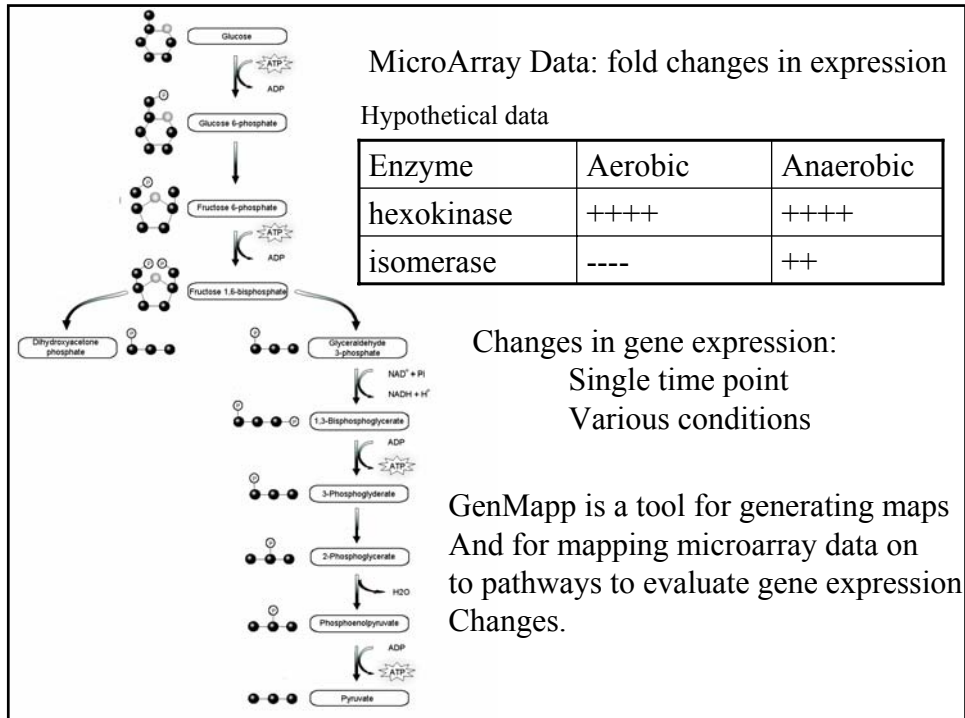 Glucose
ATP
ADP
P
Glucose 6-phosphate
P
Fructose 6-phosphate
ATP
ADP
P P
Fructose 1,6-bisphosphate
Dihydroxyacetone
phosphate
P
P
Glyceraldehyde
3-phosphate
NAD+ + Pi
NADH + H+
P
P
1,3-Bisphosphoglycerate
ADP
ATP
P
3-Phosphoglyderate
P
2-Phosphoglycerate
H2O
P
Phosphoenolpyruvate
ADP
ATP
Pyruvate
MicroArray Data: fold changes in expression
Hypothetical data
Enzyme Aerobic Anaerobic
hexokinase ++++ ++++
isomerase ---- ++
Changes in gene expression:
Single time point
Various conditions
GenMapp is a tool for generating maps
And for mapping microarray data on
to pathways to evaluate gene expression
Changes.